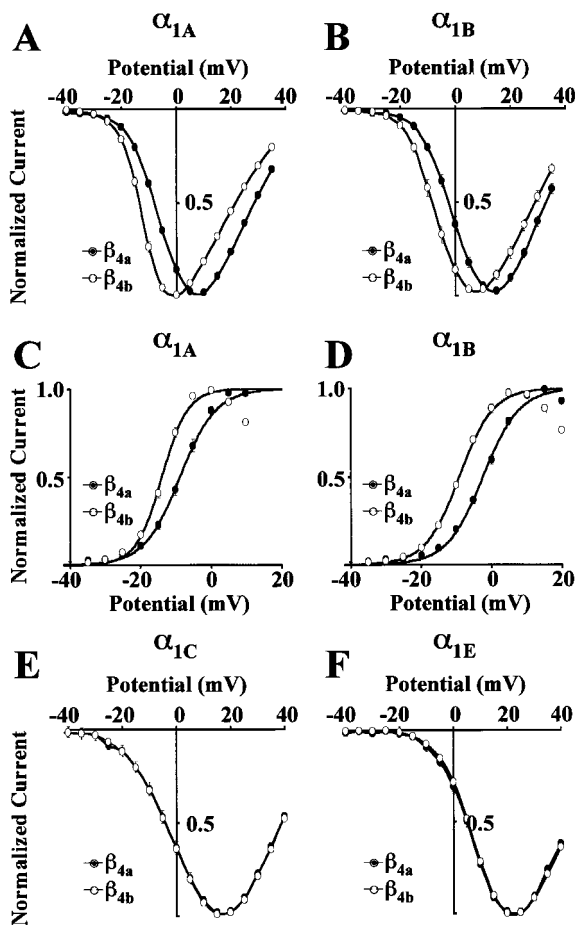 A α1A
Potential (mV)
-40 -20 0 20 40
Normalized Current
0.5
β4a
β4b
B α1B
Potential (mV)
-40 -20 0 20 40
0.5
β4a
β4b
C α1A
1.0
Normalized Current
0.5
β4a
β4b
-40 -20 0 20
Potential (mV)
D α1B
1.0
0.5
β4a
β4b
-40 -20 0 20
Potential (mV)
E α1C
Potential (mV)
-40 -20 0 20 40
Normalized Current
0.5
β4a
β4b
F α1E
Potential (mV)
-40 -20 0 20 40
0.5
β4a
β4b